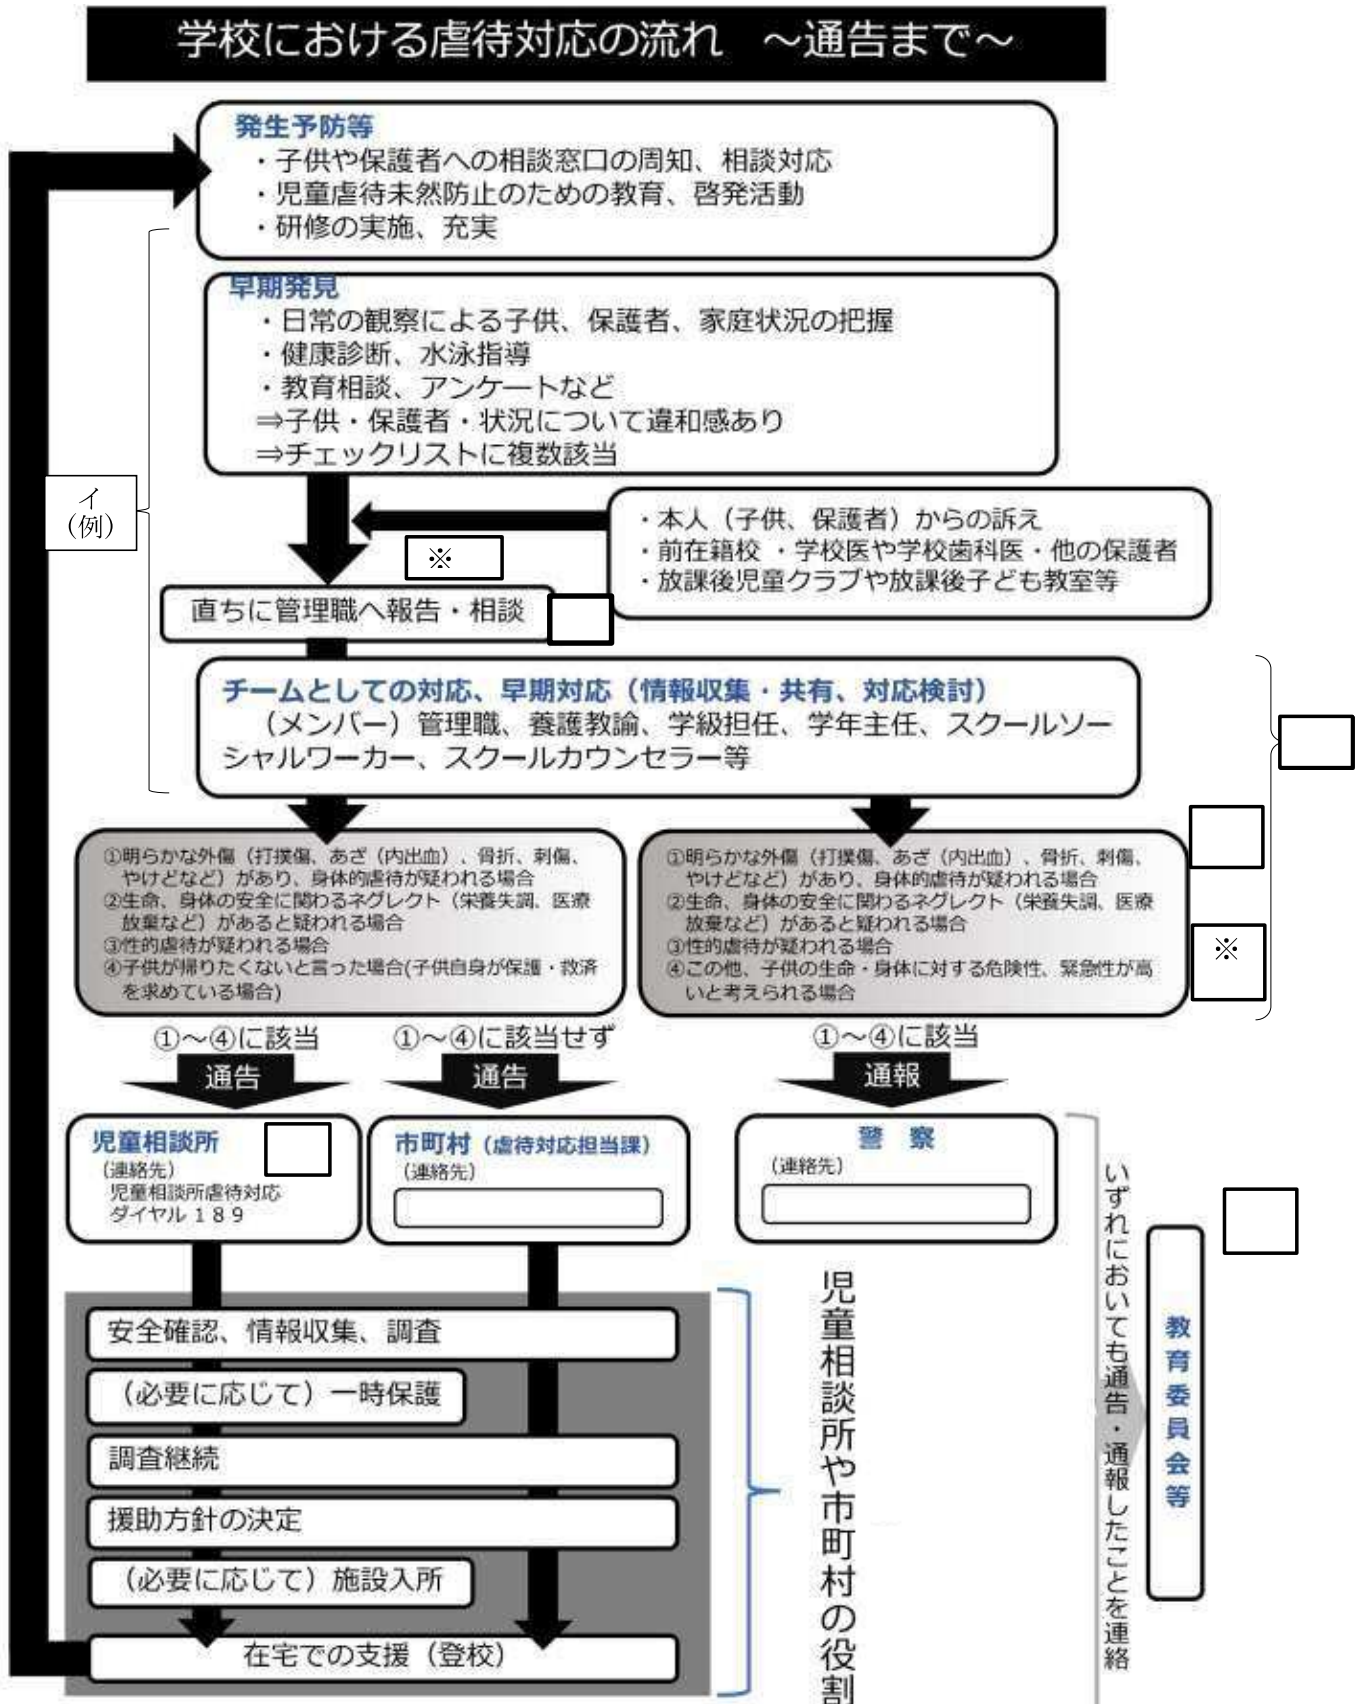 学校における虐待対応の流れ　～通告まで～
発生予防等
・子供や保護者への相談窓口の周知、相談対応
・児童虐待未然防止のための教育、啓発活動
・研修の実施、充実
早期発見
・日常の観察による子供、保護者、家庭状況の把握
・健康診断、水泳指導
・教育相談、アンケートなど
⇒子供・保護者・状況について違和感あり
⇒チェックリストに複数該当
イ
(例)
・本人（子供、保護者）からの訴え
・前在籍校 ・学校医や学校歯科医・他の保護者
・放課後児童クラブや放課後子ども教室等
※
直ちに管理職へ報告・相談
チームとしての対応、早期対応（情報収集・共有、対応検討）
（メンバー）管理職、養護教諭、学級担任、学年主任、スクールソー
シャルワーカー、スクールカウンセラー等
①明らかな外傷（打撲傷、あざ（内出血）、骨折、刺傷、
やけどなど）があり、身体的虐待が疑われる場合
②生命、身体の安全に関わるネグレクト（栄養失調、医療
放棄など）があると疑われる場合
③性的虐待が疑われる場合
④子供が帰りたくないと言った場合(子供自身が保護・救済
を求めている場合)
①明らかな外傷（打撲傷、あざ（内出血）、骨折、刺傷、
やけどなど）があり、身体的虐待が疑われる場合
②生命、身体の安全に関わるネグレクト（栄養失調、医療
放棄など）があると疑われる場合
③性的虐待が疑われる場合
④この他、子供の生命・身体に対する危険性、緊急性が高
いと考えられる場合
※
①～④に該当
①～④に該当せず
①～④に該当
通告
通告
通報
児童相談所
（連絡先）
児童相談所虐待対応
ダイヤル１８９
市町村（虐待対応担当課）
（連絡先）
警　察
（連絡先）
いずれにおいても通告・通報したことを連絡
教育委員会等
安全確認、情報収集、調査
（必要に応じて）一時保護
調査継続
援助方針の決定
（必要に応じて）施設入所
在宅での支援（登校）
児童相談所や市町村の役割